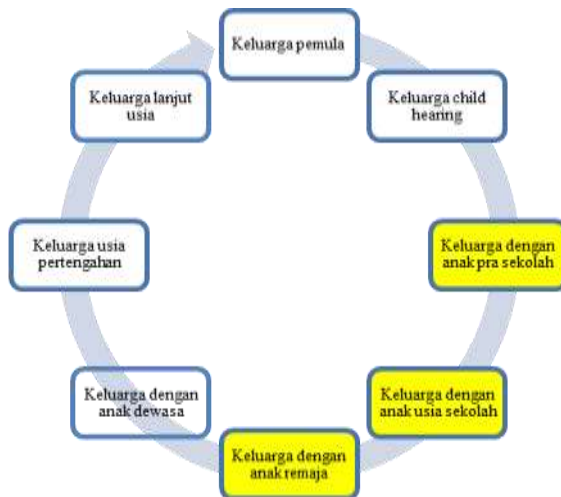 Keluarga pemula
Keluarga child
hearing
Keluarga dengan
anak pra sekolah
Keluarga dengan
anak usia sekolah
Keluarga dengan
anak remaja
Keluarga dengan
anak dewasa
Keluarga usia
pertengahan
Keluarga lanjut
usia